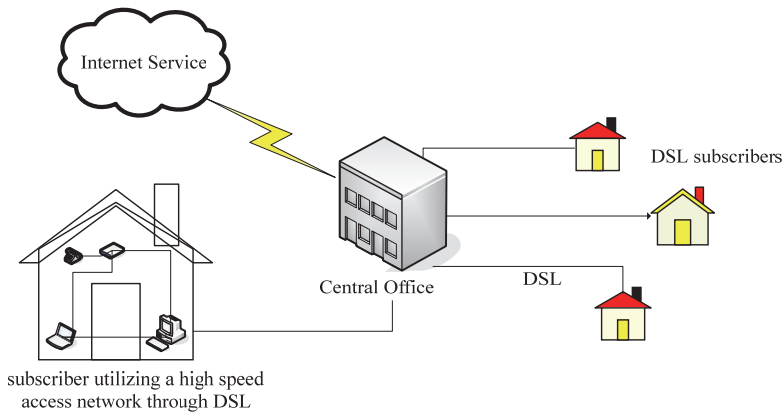 Internet Service
DSL subscribers
Central Office
DSL
subscriber utilizing a high speed
access network through DSL